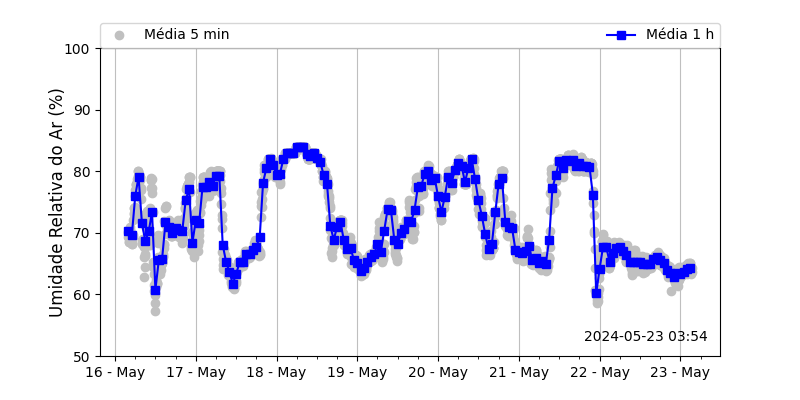 Média 5 min
Média 1 h
Umidade Relativa do Ar (%)
100
90
80
70
60
50
2024-05-23 03:54
16 - May
17 - May
18 - May
19 - May
20 - May
21 - May
22 - May
23 - May